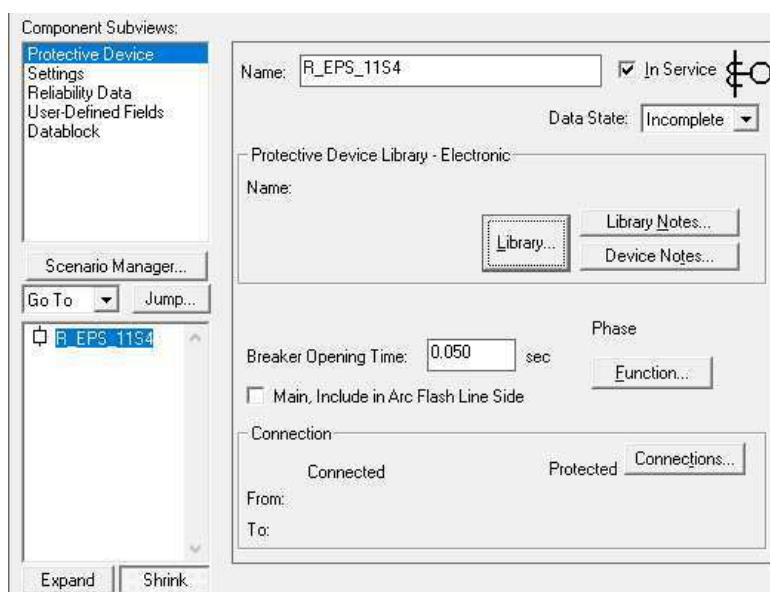 Component Subviews:
Protective Device
Settings
Reliability Data
User-Defined Fields
Datablock
Scenario Manager...
Go To
Jump...
R_EPS_11S4
Expand
Shrink
Name: R_EPS_11S4
In Service
Data State: Incomplete
Protective Device Library - Electronic
Name:
Library...
Library Notes...
Device Notes...
Phase
Breaker Opening Time: 0.050 sec
Function...
Main, Include in Arc Flash Line Side
Connection
Connected
Protected
Connections...
From:
To: